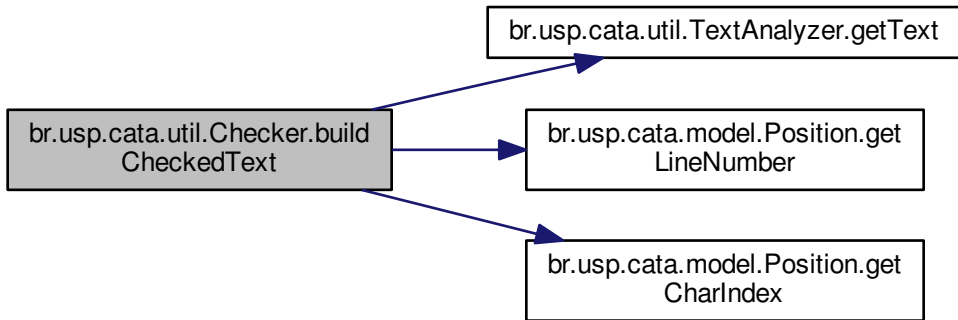 br.usp.cata.util.TextAnalyzer.getText
br.usp.cata.util.Checker.build
CheckedText
br.usp.cata.model.Position.get
LineNumber
br.usp.cata.model.Position.get
CharIndex